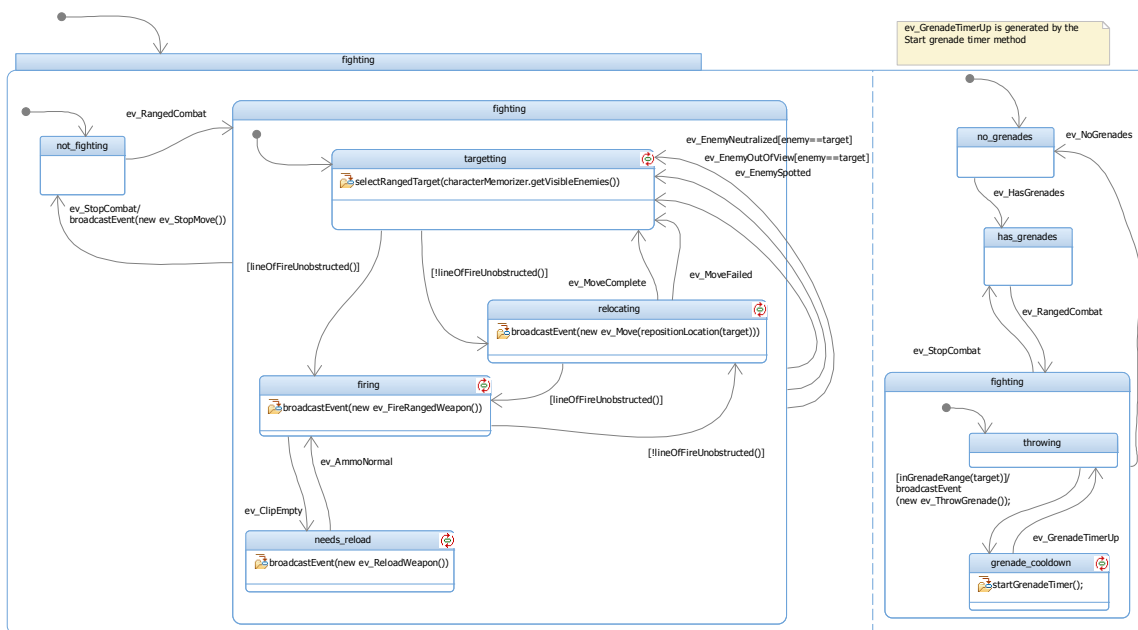 ev_GrenadeTimerUp is generated by the
Start grenade timer method
fighting
not_fighting
ev_RangedCombat
ev_StopCombat/
broadcastEvent(new ev_StopMove())
fighting
targetting
selectRangedTarget(characterMemorizer.getVisibleEnemies())
ev_EnemyNeutralized[enemy==target]
ev_EnemyOutOfView[enemy==target]
ev_EnemySpotted
[lineOfFireUnobstructed()]
[!lineOfFireUnobstructed()]
ev_MoveComplete
ev_MoveFailed
relocating
broadcastEvent(new ev_Move(repositionLocation(target)))
firing
broadcastEvent(new ev_FireRangedWeapon())
[lineOfFireUnobstructed()]
[!lineOfFireUnobstructed()]
ev_AmmoNormal
ev_ClipEmpty
needs_reload
broadcastEvent(new ev_ReloadWeapon())
no_grenades
ev_NoGrenades
ev_HasGrenades
has_grenades
ev_RangedCombat
ev_StopCombat
fighting
throwing
[inGrenadeRange(target)]/
broadcastEvent
(new ev_ThrowGrenade());
ev_GrenadeTimerUp
grenade_cooldown
startGrenadeTimer();